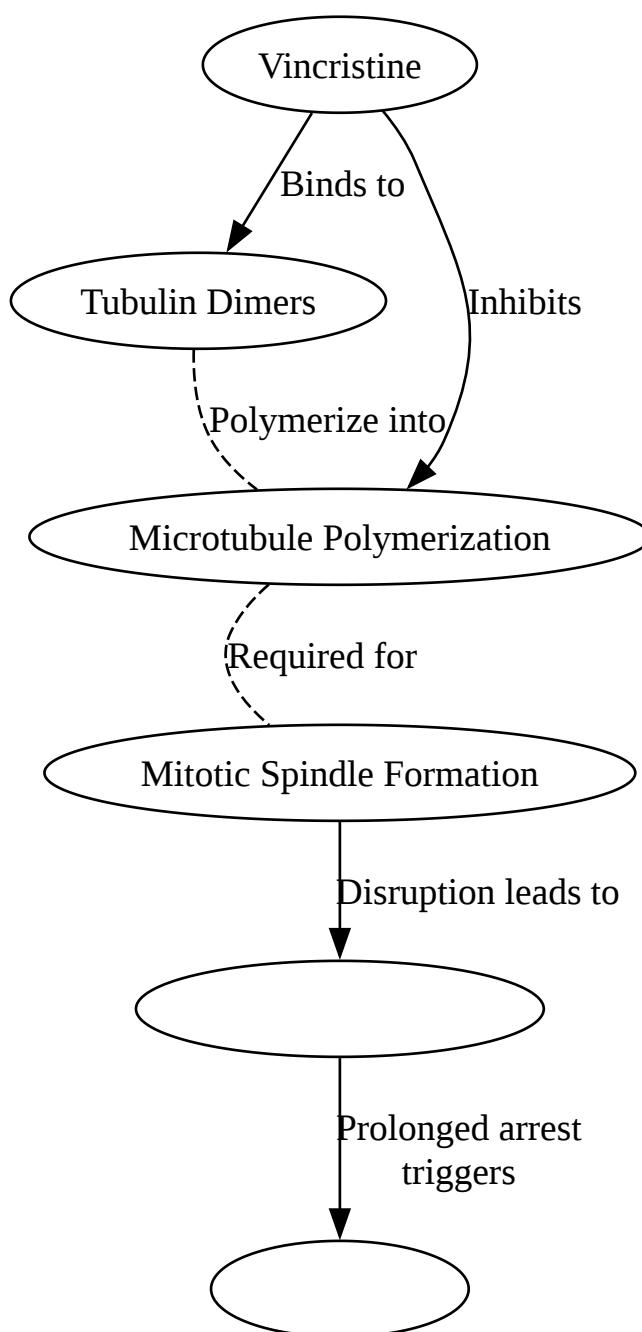 Vincristine
Binds to
Tubulin Dimers
Inhibits
Polymerize into
Microtubule Polymerization
Required for
Mitotic Spindle Formation
Disruption leads to
Prolonged arrest
triggers